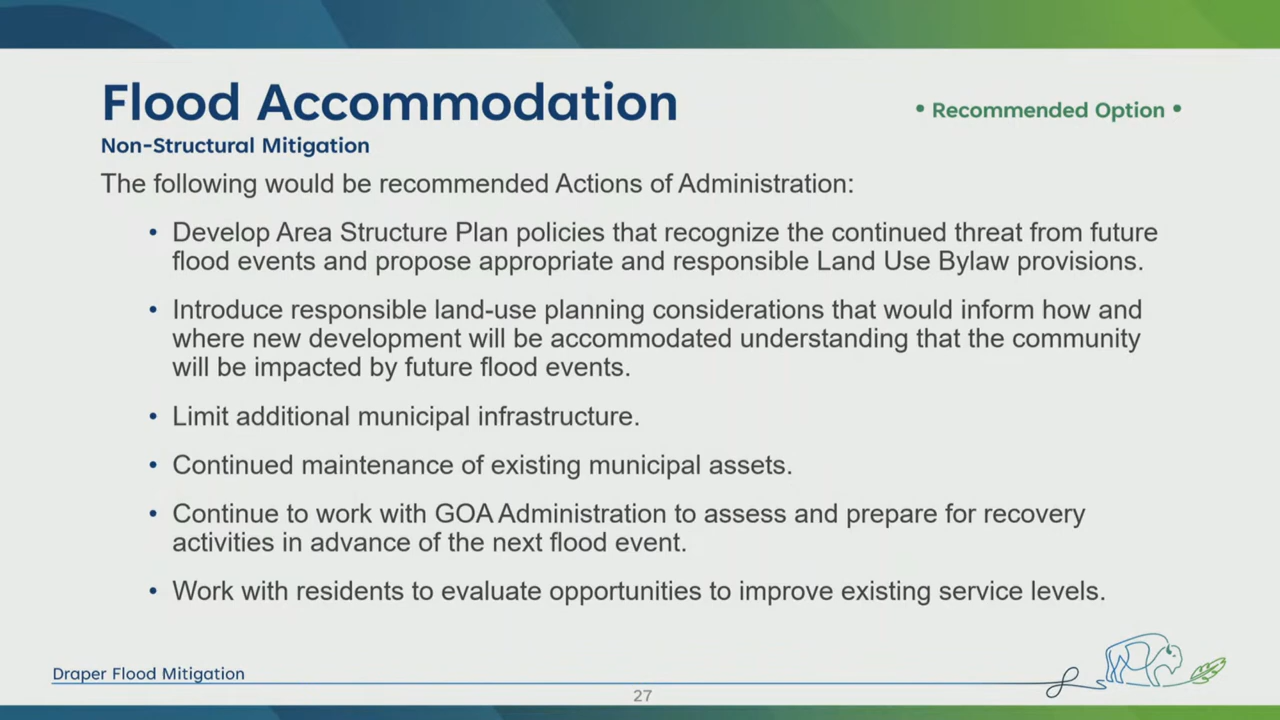 Flood Accommodation
• Recommended Option •
Non-Structural Mitigation
The following would be recommended Actions of Administration:
• Develop Area Structure Plan policies that recognize the continued threat from future
flood events and propose appropriate and responsible Land Use Bylaw provisions.
• Introduce responsible land-use planning considerations that would inform how and
where new development will be accommodated understanding that the community
will be impacted by future flood events.
• Limit additional municipal infrastructure.
• Continued maintenance of existing municipal assets.
• Continue to work with GOA Administration to assess and prepare for recovery
activities in advance of the next flood event.
• Work with residents to evaluate opportunities to improve existing service levels.
Draper Flood Mitigation
27